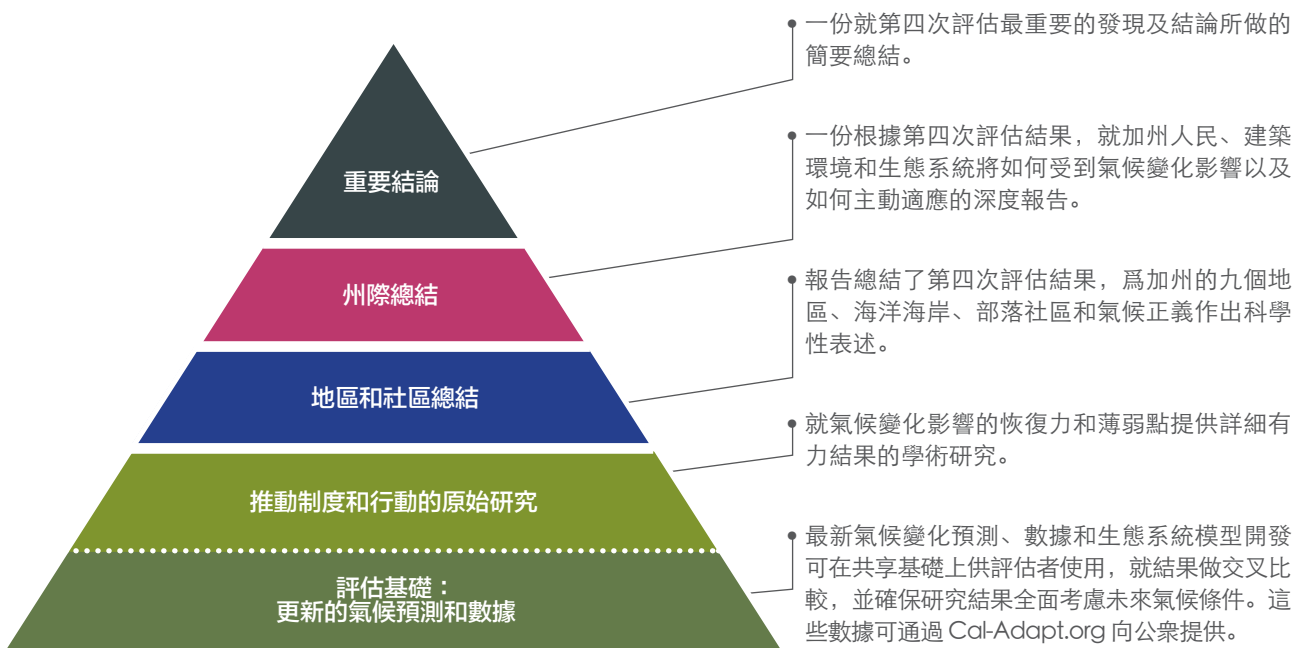 重要結論
州際總結
地區和社區總結
推動制度和行動的原始研究
評估基礎：
更新的氣候預測和數據
一份就第四次評估最重要的發現及結論所做的
簡要總結。
一份根據第四次評估結果，就加州人民、建築
環境和生態系統將如何受到氣候變化影響以及
如何主動適應的深度報告。
報告總結了第四次評估結果，爲加州的九個地
區、海洋海岸、部落社區和氣候正義作出科學
性表述。
就氣候變化影響的恢復力和薄弱點提供詳細有
力結果的學術研究。
最新氣候變化預測、數據和生態系統模型開發
可在共享基礎上供評估者使用，就結果做交叉比
較，並確保研究結果全面考慮未來氣候條件。這
些數據可通過 Cal-Adapt.org 向公衆提供。